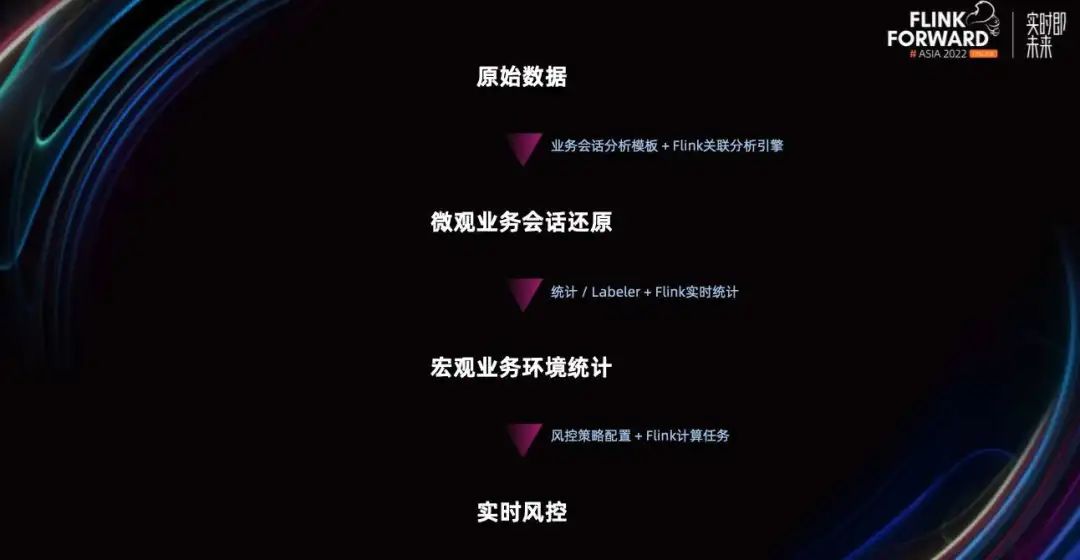 FLINK
FORWARD
# ASIA 2022
实时即
未来
原始数据
业务会话分析模板 + Flink关联分析引擎
微观业务会话还原
统计 / Labeler + Flink实时统计
宏观业务环境统计
风控策略配置 + Flink计算任务
实时风控